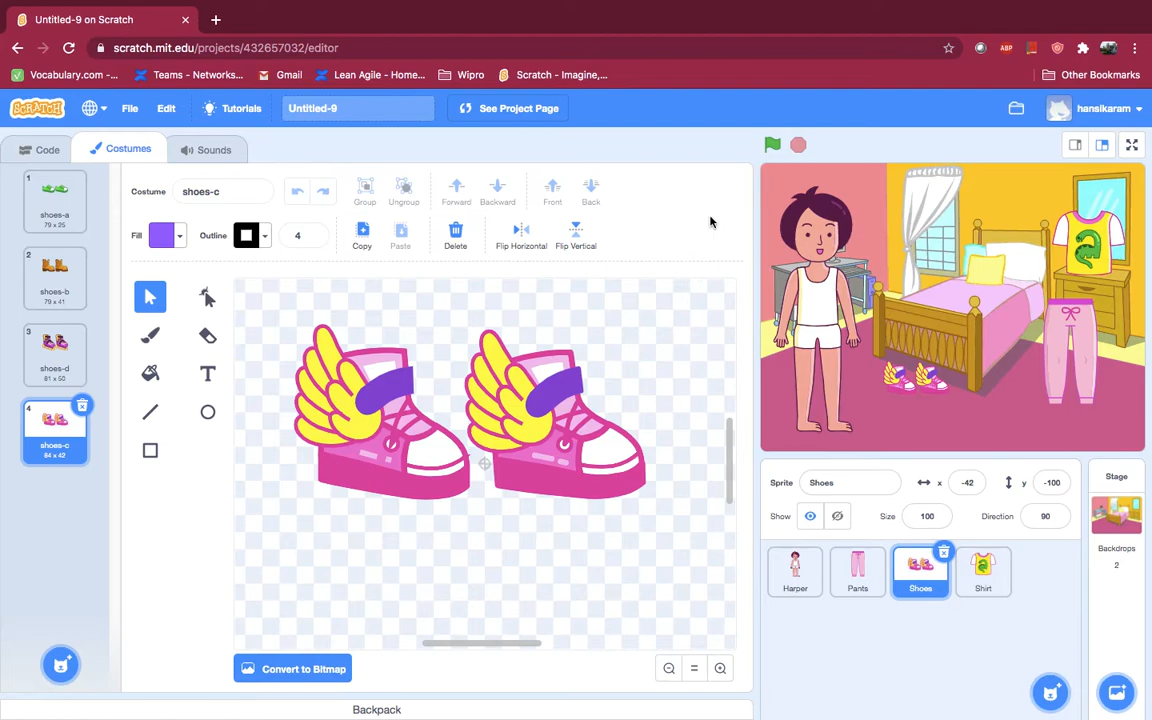 Untitled-9 on Scratch
scratch.mit.edu/projects/432657032/editor
ABP
Vocabulary.com -... Teams - Networks... Gmail Lean Agile - Home... Wipro Scratch - Imagine,... Other Bookmarks
SCRATCH File Edit Tutorials Untitled-9 See Project Page hansikaram
Code Costumes Sounds
1
shoes-a
79 x 25
2
shoes-b
79 x 41
3
shoes-d
81 x 50
4
shoes-c
84 x 42
Costume shoes-c Group Ungroup Forward Backward Front Back
Fill Outline 4 Copy Paste Delete Flip Horizontal Flip Vertical
T
Convert to Bitmap
Backpack
Sprite Shoes x -42 y -100
Show Size 100 Direction 90
Harper Pants Shoes Shirt
Stage
Backdrops
2